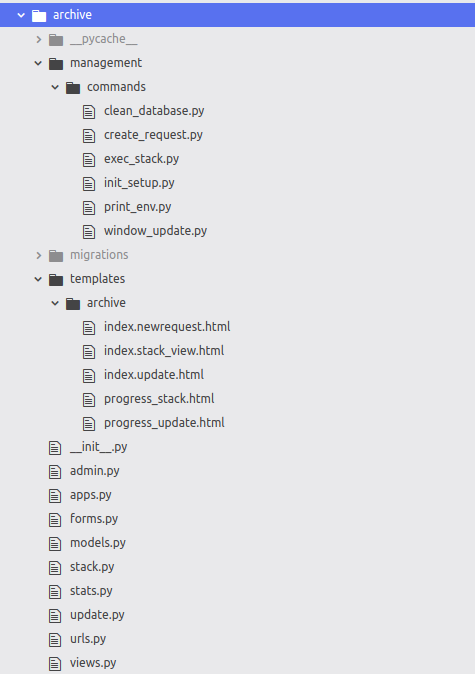 archive
__pycache__
management
commands
clean_database.py
create_request.py
exec_stack.py
init_setup.py
print_env.py
window_update.py
migrations
templates
archive
index.newrequest.html
index.stack_view.html
index.update.html
progress_stack.html
progress_update.html
__init__.py
admin.py
apps.py
forms.py
models.py
stack.py
stats.py
update.py
urls.py
views.py